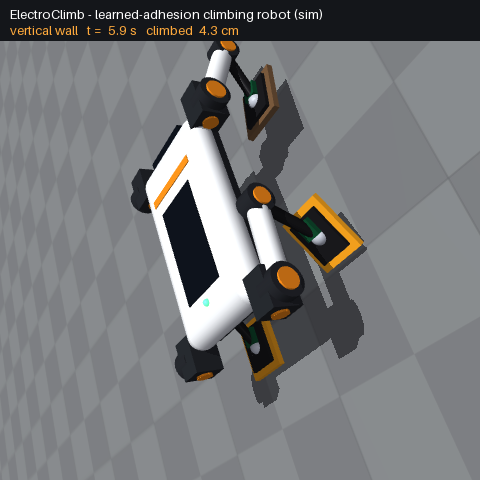 ElectroClimb - learned-adhesion climbing robot (sim)
vertical wall  t =  5.9 s   climbed  4.3 cm